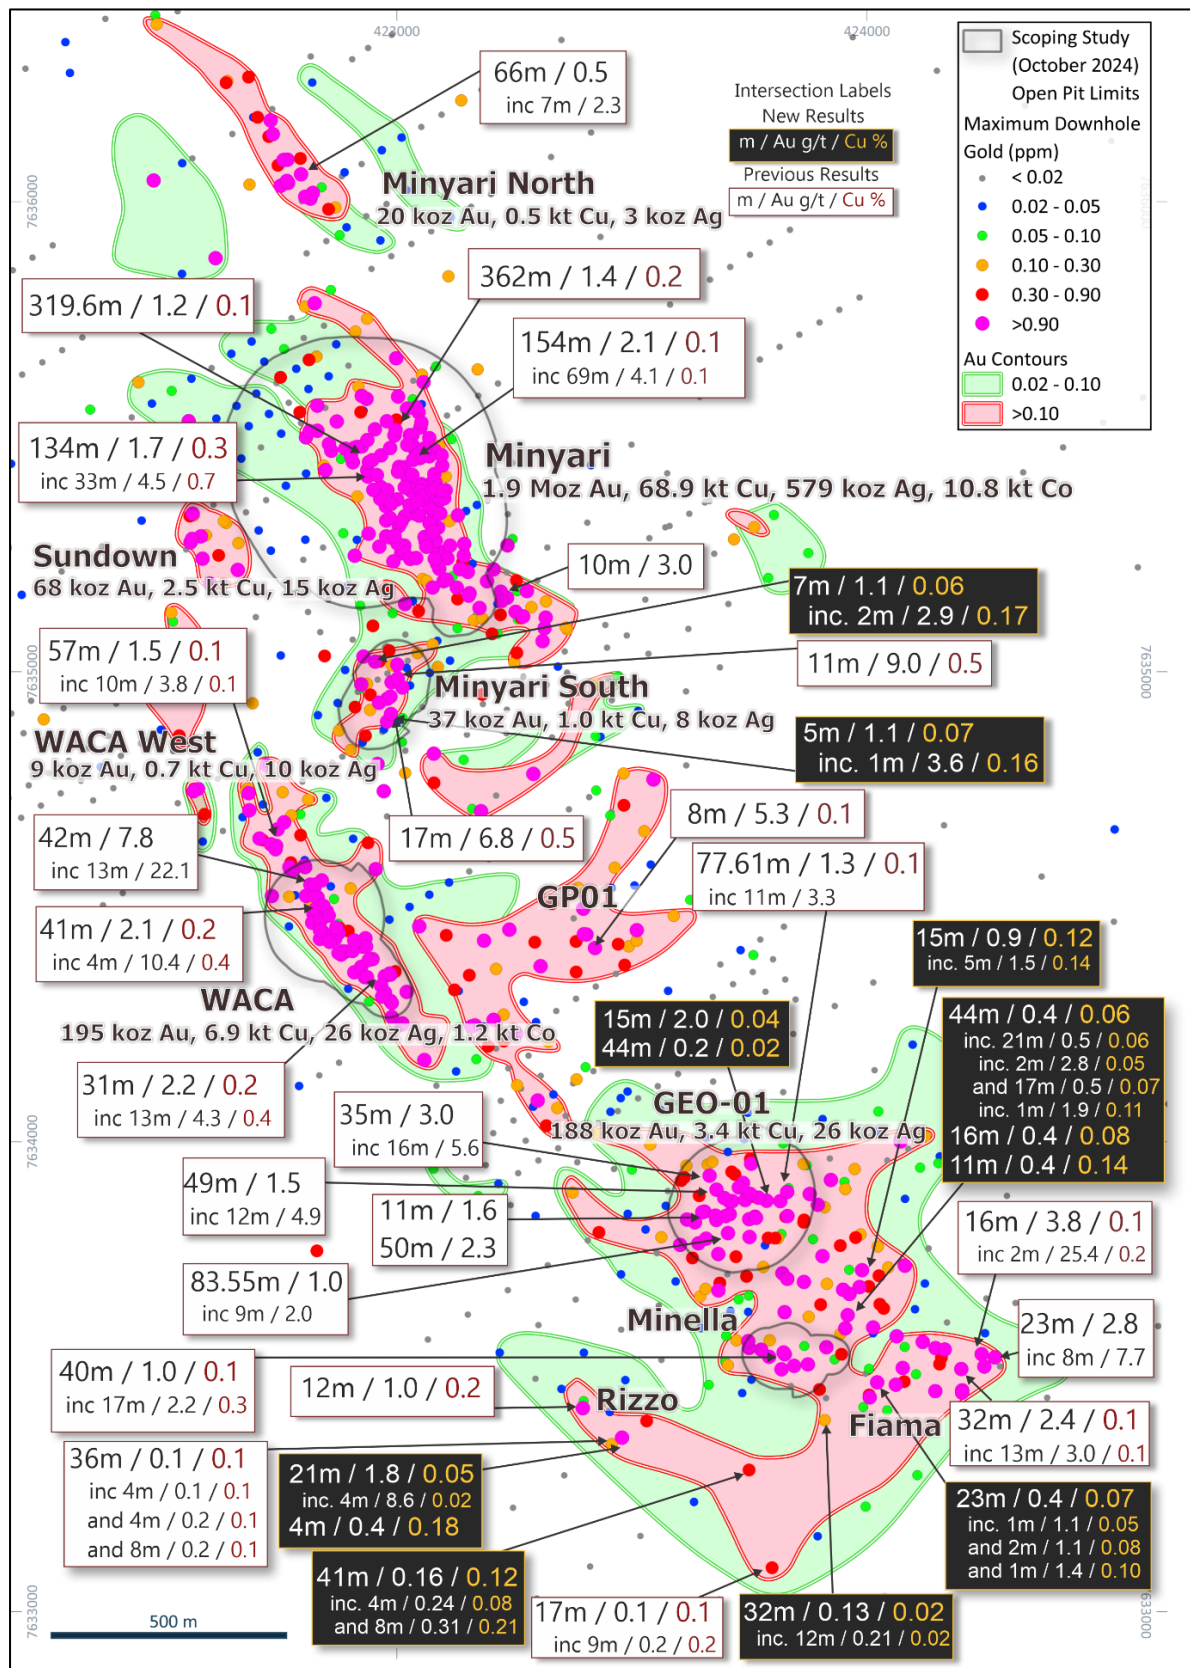 423000
424000
Scoping Study
(October 2024)
Open Pit Limits
Maximum Downhole
Gold (ppm)
< 0.02
0.02 - 0.05
0.05 - 0.10
0.10 - 0.30
0.30 - 0.90
>0.90
Au Contours
0.02 - 0.10
>0.10
Intersection Labels
New Results
m / Au g/t / Cu %
Previous Results
m / Au g/t / Cu %
66m / 0.5
inc 7m / 2.3
7636000
Minyari North
20 koz Au, 0.5 kt Cu, 3 koz Ag
319.6m / 1.2 / 0.1
362m / 1.4 / 0.2
154m / 2.1 / 0.1
inc 69m / 4.1 / 0.1
134m / 1.7 / 0.3
inc 33m / 4.5 / 0.7
Minyari
1.9 Moz Au, 68.9 kt Cu, 579 koz Ag, 10.8 kt Co
Sundown
68 koz Au, 2.5 kt Cu, 15 koz Ag
10m / 3.0
7m / 1.1 / 0.06
inc. 2m / 2.9 / 0.17
57m / 1.5 / 0.1
inc 10m / 3.8 / 0.1
11m / 9.0 / 0.5
7635000
7635000
Minyari South
37 koz Au, 1.0 kt Cu, 8 koz Ag
5m / 1.1 / 0.07
inc. 1m / 3.6 / 0.16
WACA West
9 koz Au, 0.7 kt Cu, 10 koz Ag
42m / 7.8
inc 13m / 22.1
17m / 6.8 / 0.5
8m / 5.3 / 0.1
77.61m / 1.3 / 0.1
inc 11m / 3.3
GP01
41m / 2.1 / 0.2
inc 4m / 10.4 / 0.4
15m / 0.9 / 0.12
inc. 5m / 1.5 / 0.14
WACA
195 koz Au, 6.9 kt Cu, 26 koz Ag, 1.2 kt Co
15m / 2.0 / 0.04
44m / 0.2 / 0.02
44m / 0.4 / 0.06
inc. 21m / 0.5 / 0.06
inc. 2m / 2.8 / 0.05
and 17m / 0.5 / 0.07
inc. 1m / 1.9 / 0.11
16m / 0.4 / 0.08
11m / 0.4 / 0.14
31m / 2.2 / 0.2
inc 13m / 4.3 / 0.4
35m / 3.0
inc 16m / 5.6
GEO-01
188 koz Au, 3.4 kt Cu, 26 koz Ag
7634000
49m / 1.5
inc 12m / 4.9
11m / 1.6
50m / 2.3
16m / 3.8 / 0.1
inc 2m / 25.4 / 0.2
83.55m / 1.0
inc 9m / 2.0
Minella
23m / 2.8
inc 8m / 7.7
40m / 1.0 / 0.1
inc 17m / 2.2 / 0.3
12m / 1.0 / 0.2
Rizzo
Fiama
32m / 2.4 / 0.1
inc 13m / 3.0 / 0.1
36m / 0.1 / 0.1
inc 4m / 0.1 / 0.1
and 4m / 0.2 / 0.1
and 8m / 0.2 / 0.1
21m / 1.8 / 0.05
inc. 4m / 8.6 / 0.02
4m / 0.4 / 0.18
23m / 0.4 / 0.07
inc. 1m / 1.1 / 0.05
and 2m / 1.1 / 0.08
and 1m / 1.4 / 0.10
41m / 0.16 / 0.12
inc. 4m / 0.24 / 0.08
and 8m / 0.31 / 0.21
17m / 0.1 / 0.1
inc 9m / 0.2 / 0.2
32m / 0.13 / 0.02
inc. 12m / 0.21 / 0.02
7633000
7633000
500 m